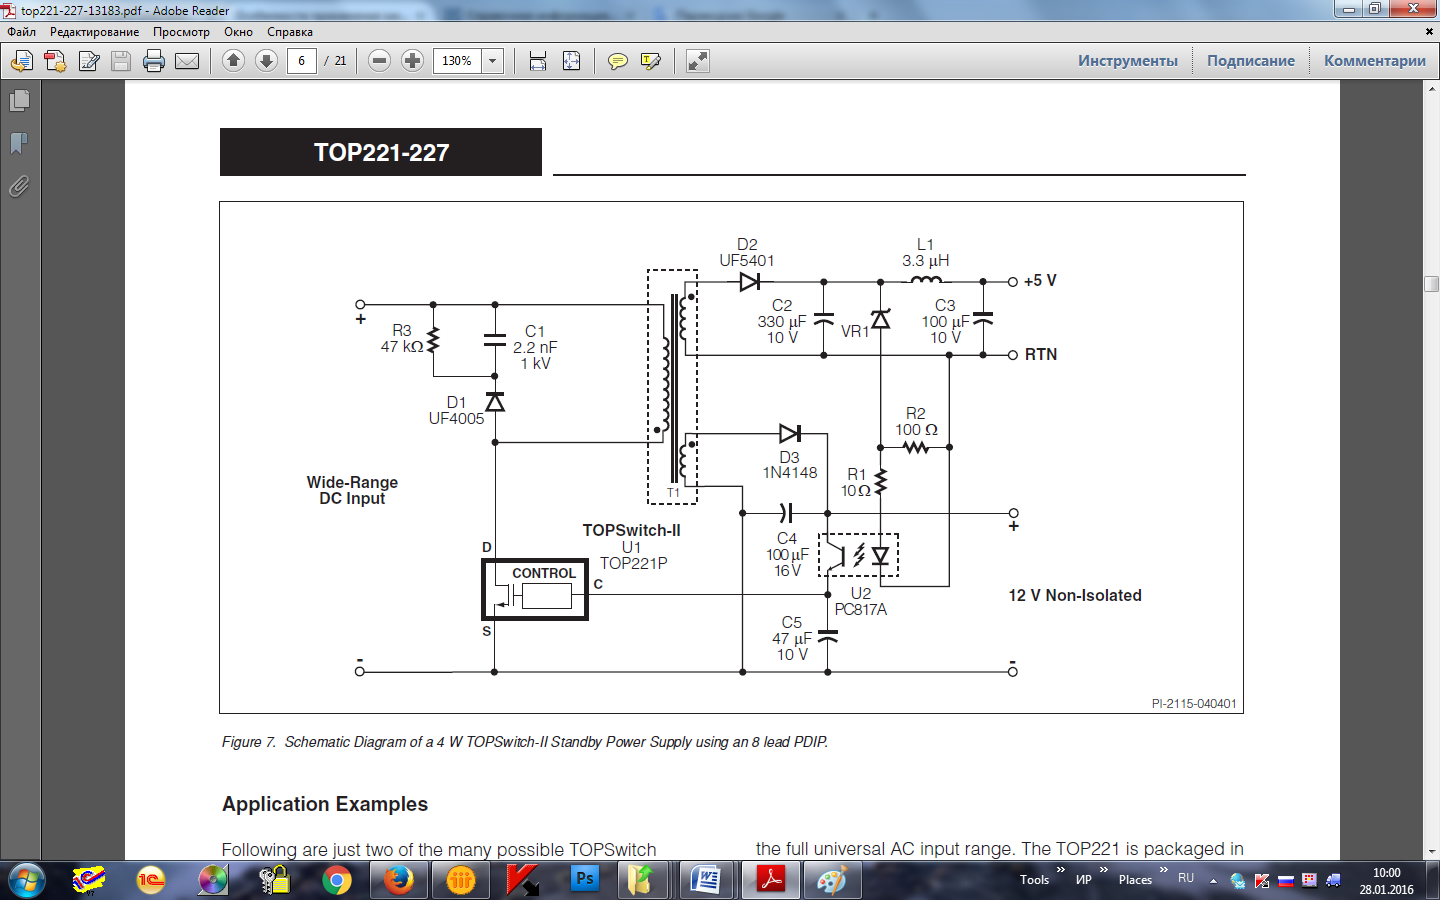 top221-227-13183.pdf - Adobe Reader
Файл Редактирование Просмотр Окно Справка
6 / 21 130% Инструменты Подписание Комментарии
TOP221-227
D2
UF5401
L1
3.3 µH
+5 V
C2
330 µF
10 V
VR1
C3
100 µF
10 V
RTN
+
R3
47 kΩ
C1
2.2 nF
1 kV
D1
UF4005
R2
100 Ω
D3
1N4148
R1
10 Ω
T1
Wide-Range
DC Input
TOPSwitch-II
U1
TOP221P
D
CONTROL
C
S
C4
100 µF
16 V
+
U2
PC817A
12 V Non-Isolated
C5
47 µF
10 V
-
-
PI-2115-040401
Figure 7. Schematic Diagram of a 4 W TOPSwitch-II Standby Power Supply using an 8 lead PDIP.
Application Examples
Following are just two of the many possible TOPSwitch
the full universal AC input range. The TOP221 is packaged in
Tools » ИР » Places » RU
10:00
28.01.2016